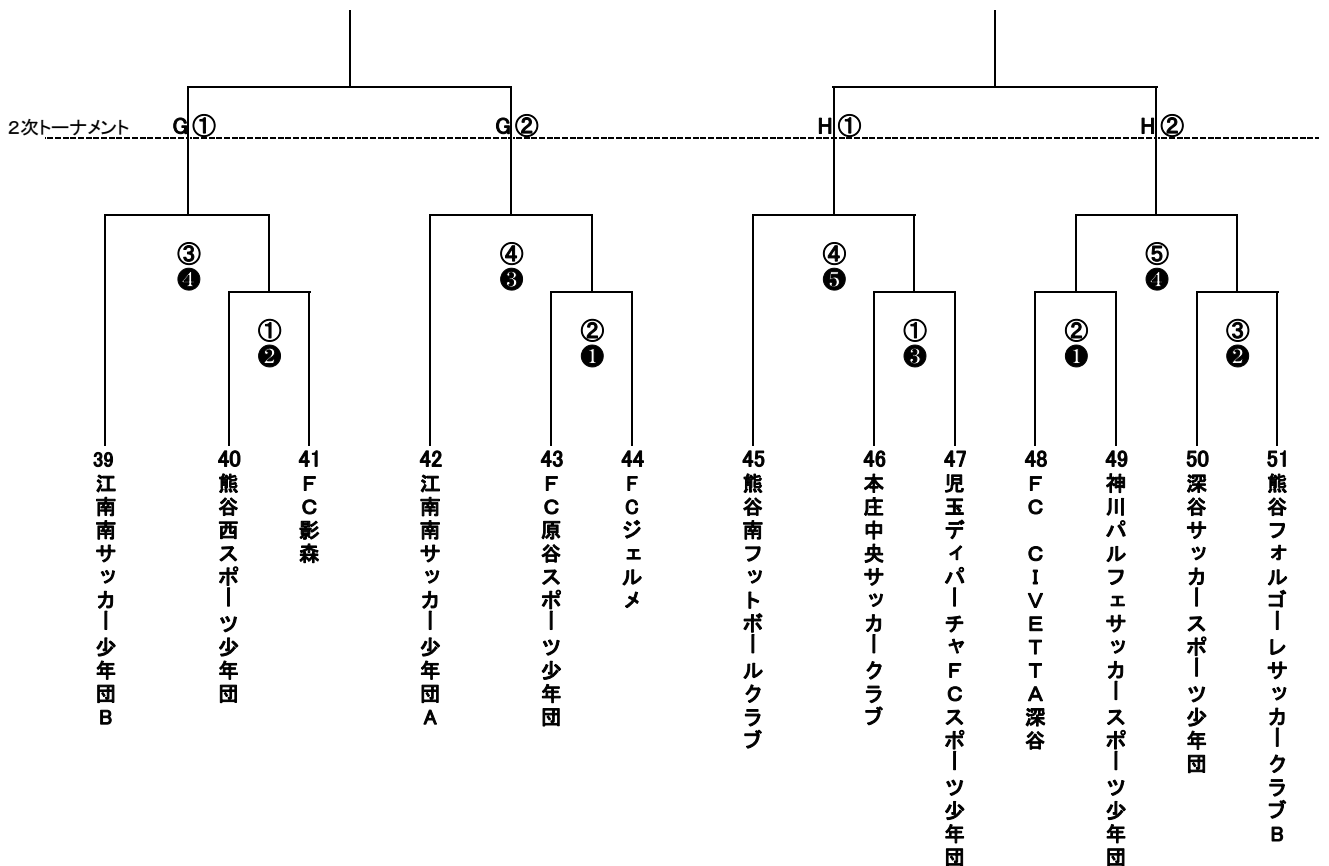 2次トーナメント G① G② H① H②
③ ④ ④ ⑤
❹ ❸ ❺ ❹
① ② ① ② ③
❷ ❶ ❸ ❶ ❷
39 江南南サッカー少年団B
40 熊谷西スポーツ少年団
41 FC影森
42 江南南サッカー少年団A
43 FC原谷スポーツ少年団
44 FCジェルメ
45 熊谷南フットボールクラブ
46 本庄中央サッカークラブ
47 児玉ディパーチャFCスポーツ少年団
48 FC CIVETTA深谷
49 神川パルフェサッカースポーツ少年団
50 深谷サッカースポーツ少年団
51 熊谷フォルゴーレサッカークラブB